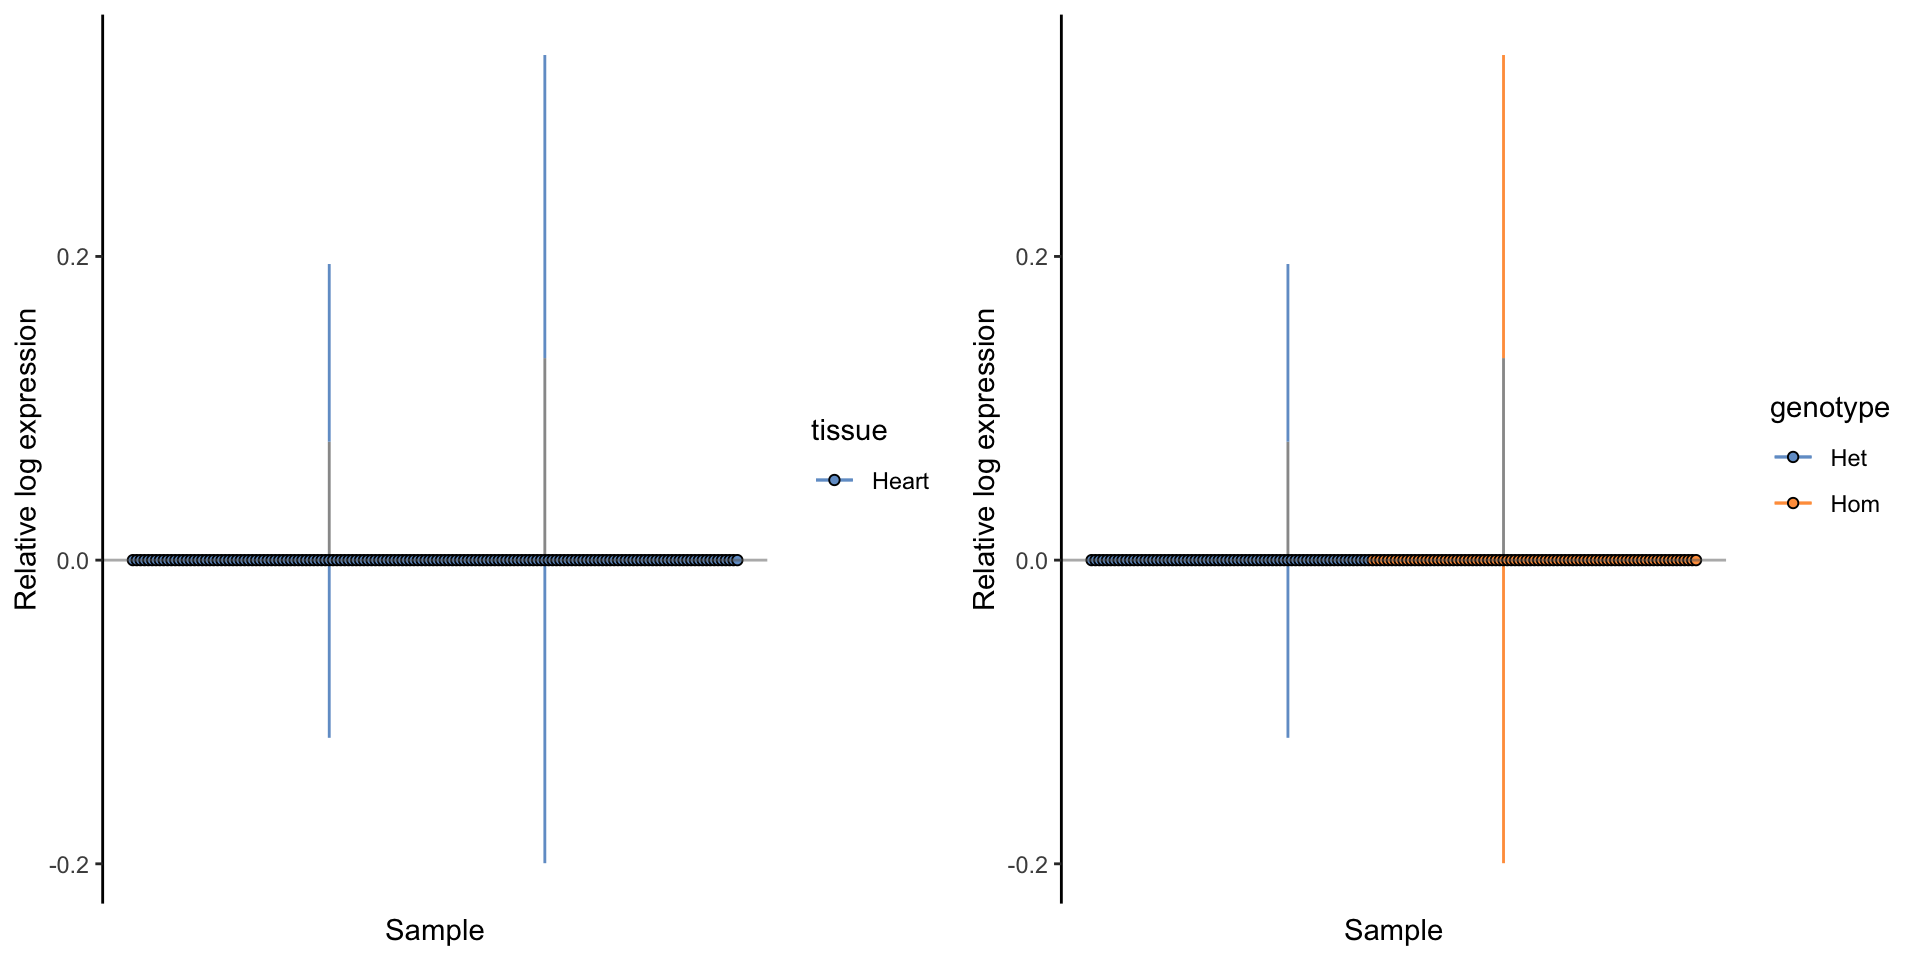 Relative log expression
0.2
0.0
-0.2
Sample
tissue
Heart
Relative log expression
0.2
0.0
-0.2
Sample
genotype
Het
Hom